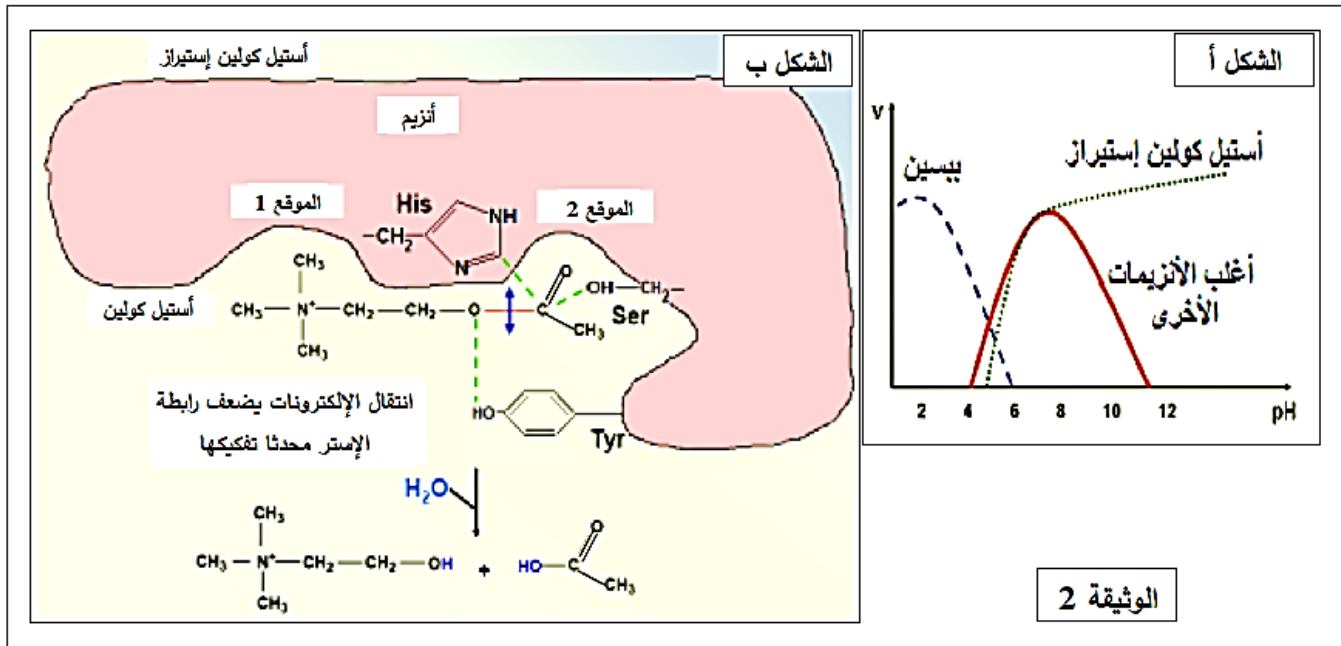 الشكل أ
V
أستيل كولين إستيراز
ببسين
أغلب الأنزيمات
الأخرى
2 4 6 8 10 12
pH
الوثيقة 2
أستيل كولين إستيراز
الشكل ب
أنزيم
الموقع 1
His
الموقع 2
NH
–CH₂
N
O
OH–CH₂–
Ser
أستيل كولين
CH₃
CH₃–N⁺–CH₂–CH₂–O–C
CH₃
CH₃
انتقال الإلكترونات يضعف رابطة
الإستر محدثا تفكيكها
HO
Tyr
H₂O
CH₃
O
CH₃–N⁺–CH₂–CH₂–OH + HO–C
CH₃
CH₃